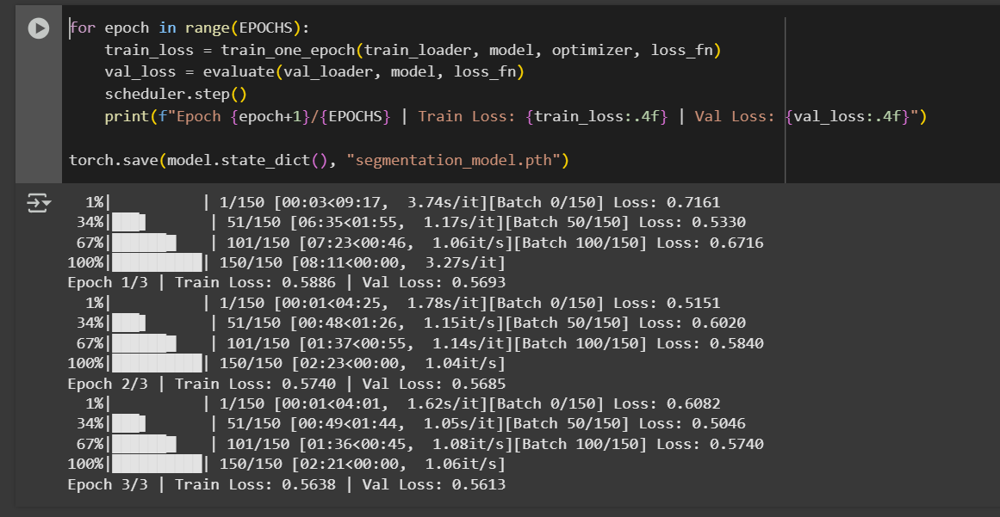 for epoch in range(EPOCHS):
    train_loss = train_one_epoch(train_loader, model, optimizer, loss_fn)
    val_loss = evaluate(val_loader, model, loss_fn)
    scheduler.step()
    print(f"Epoch {epoch+1}/{EPOCHS} | Train Loss: {train_loss:.4f} | Val Loss: {val_loss:.4f}")
torch.save(model.state_dict(), "segmentation_model.pth")
1%| | 1/150 [00:03<09:17, 3.74s/it][Batch 0/150] Loss: 0.7161
34%|███ | 51/150 [06:35<01:55, 1.17s/it][Batch 50/150] Loss: 0.5330
67%|██████ | 101/150 [07:23<00:46, 1.06it/s][Batch 100/150] Loss: 0.6716
100%|██████████| 150/150 [08:11<00:00, 3.27s/it]
Epoch 1/3 | Train Loss: 0.5886 | Val Loss: 0.5693
1%| | 1/150 [00:01<04:25, 1.78s/it][Batch 0/150] Loss: 0.5151
34%|███ | 51/150 [00:48<01:26, 1.15it/s][Batch 50/150] Loss: 0.6020
67%|██████ | 101/150 [01:37<00:55, 1.14s/it][Batch 100/150] Loss: 0.5840
100%|██████████| 150/150 [02:23<00:00, 1.04it/s]
Epoch 2/3 | Train Loss: 0.5740 | Val Loss: 0.5685
1%| | 1/150 [00:01<04:01, 1.62s/it][Batch 0/150] Loss: 0.6082
34%|███ | 51/150 [00:49<01:44, 1.05s/it][Batch 50/150] Loss: 0.5046
67%|██████ | 101/150 [01:36<00:45, 1.08it/s][Batch 100/150] Loss: 0.5740
100%|██████████| 150/150 [02:21<00:00, 1.06it/s]
Epoch 3/3 | Train Loss: 0.5638 | Val Loss: 0.5613